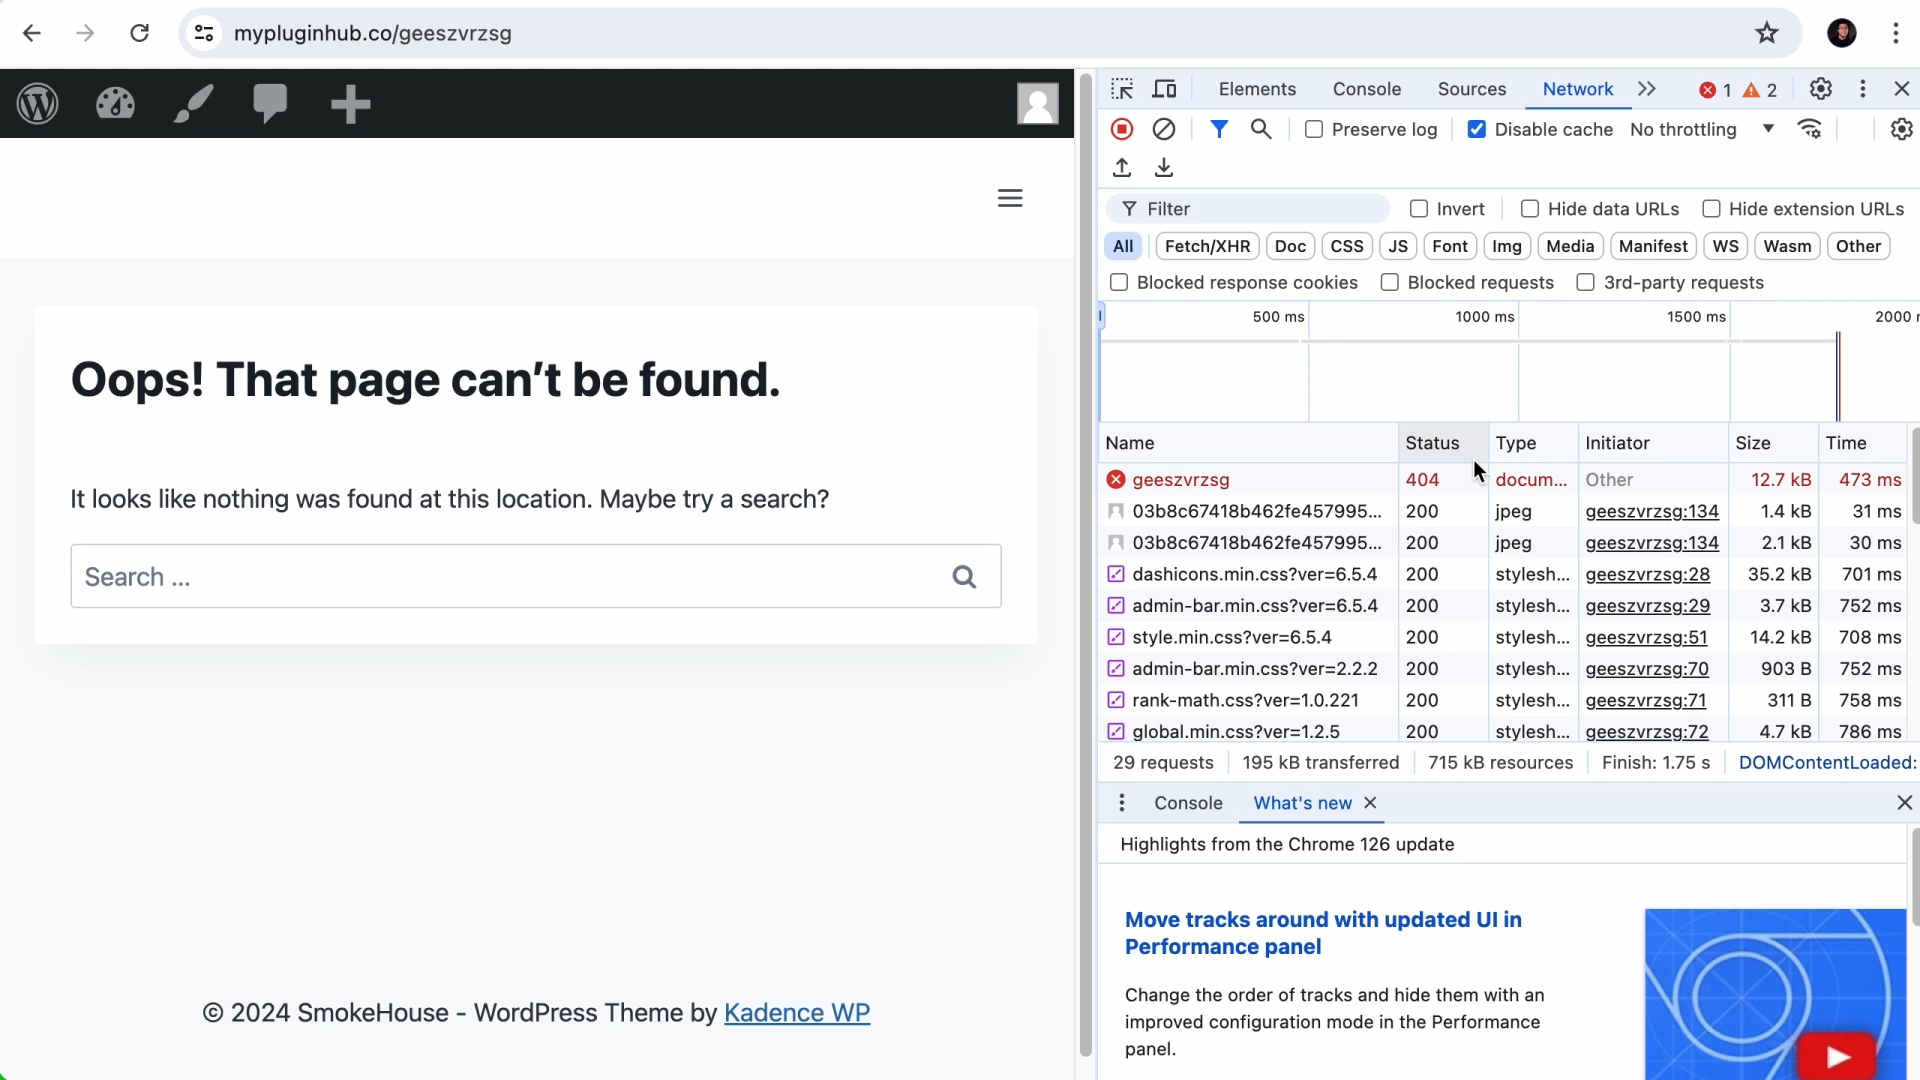 mypluginhub.co/geeszvrzsg
Elements Console Sources Network 1 2
Preserve log Disable cache No throttling
Filter Invert Hide data URLs Hide extension URLs
All Fetch/XHR Doc CSS JS Font Img Media Manifest WS Wasm Other
Blocked response cookies Blocked requests 3rd-party requests
500 ms 1000 ms 1500 ms 2000 m
Name Status Type Initiator Size Time
geeszvrzsg 404 docum... Other 12.7 kB 473 ms
03b8c67418b462fe457995... 200 jpeg geeszvrzsg:134 1.4 kB 31 ms
03b8c67418b462fe457995... 200 jpeg geeszvrzsg:134 2.1 kB 30 ms
dashicons.min.css?ver=6.5.4 200 stylesh... geeszvrzsg:28 35.2 kB 701 ms
admin-bar.min.css?ver=6.5.4 200 stylesh... geeszvrzsg:29 3.7 kB 752 ms
style.min.css?ver=6.5.4 200 stylesh... geeszvrzsg:51 14.2 kB 708 ms
admin-bar.min.css?ver=2.2.2 200 stylesh... geeszvrzsg:70 903 B 752 ms
rank-math.css?ver=1.0.221 200 stylesh... geeszvrzsg:71 311 B 758 ms
global.min.css?ver=1.2.5 200 stylesh... geeszvrzsg:72 4.7 kB 786 ms
29 requests 195 kB transferred 715 kB resources Finish: 1.75 s DOMContentLoaded:
Console What's new
Highlights from the Chrome 126 update
Move tracks around with updated UI in
Performance panel
Change the order of tracks and hide them with an
improved configuration mode in the Performance
panel.
Oops! That page can’t be found.
It looks like nothing was found at this location. Maybe try a search?
Search ...
© 2024 SmokeHouse - WordPress Theme by Kadence WP